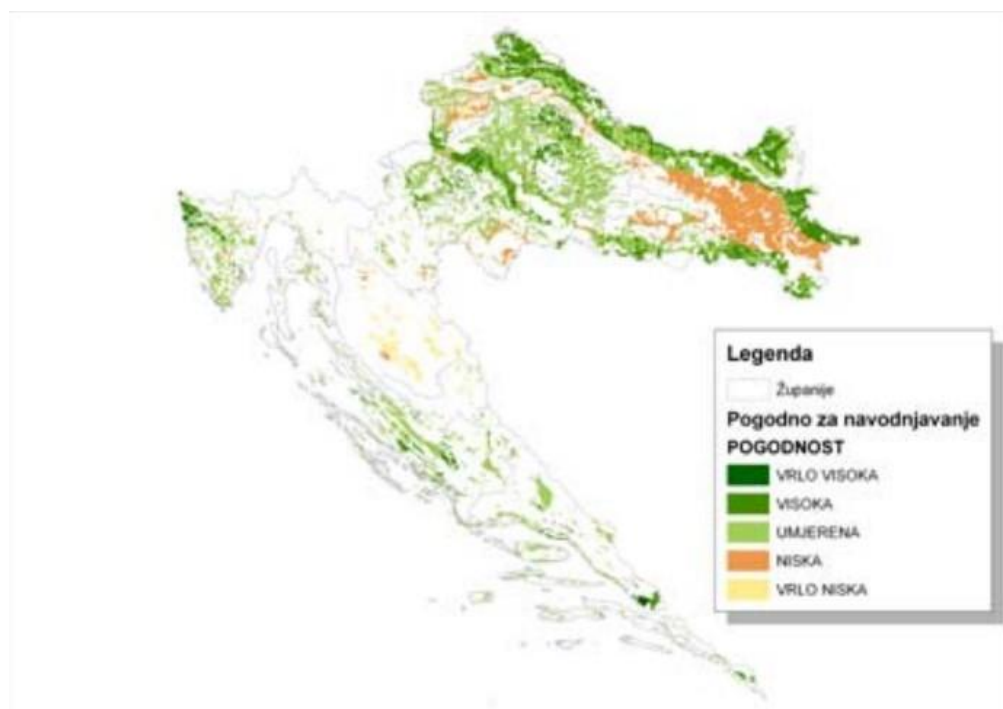 Legenda
Županije
Pogodno za navodnjavanje
POGODNOST
VRLO VISOKA
VISOKA
UMJERENA
NISKA
VRLO NISKA